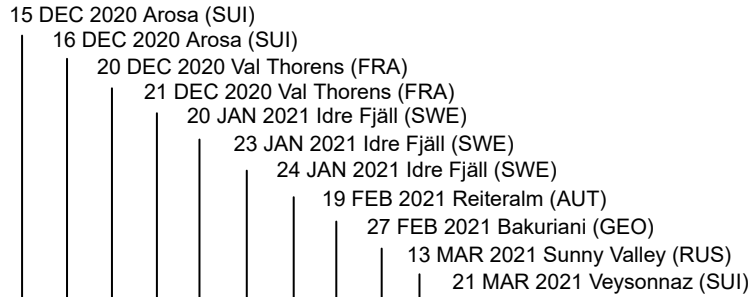 15 DEC 2020 Arosa (SUI)
16 DEC 2020 Arosa (SUI)
20 DEC 2020 Val Thorens (FRA)
21 DEC 2020 Val Thorens (FRA)
20 JAN 2021 Idre Fjäll (SWE)
23 JAN 2021 Idre Fjäll (SWE)
24 JAN 2021 Idre Fjäll (SWE)
19 FEB 2021 Reiteralm (AUT)
27 FEB 2021 Bakuriani (GEO)
13 MAR 2021 Sunny Valley (RUS)
21 MAR 2021 Veysonnaz (SUI)